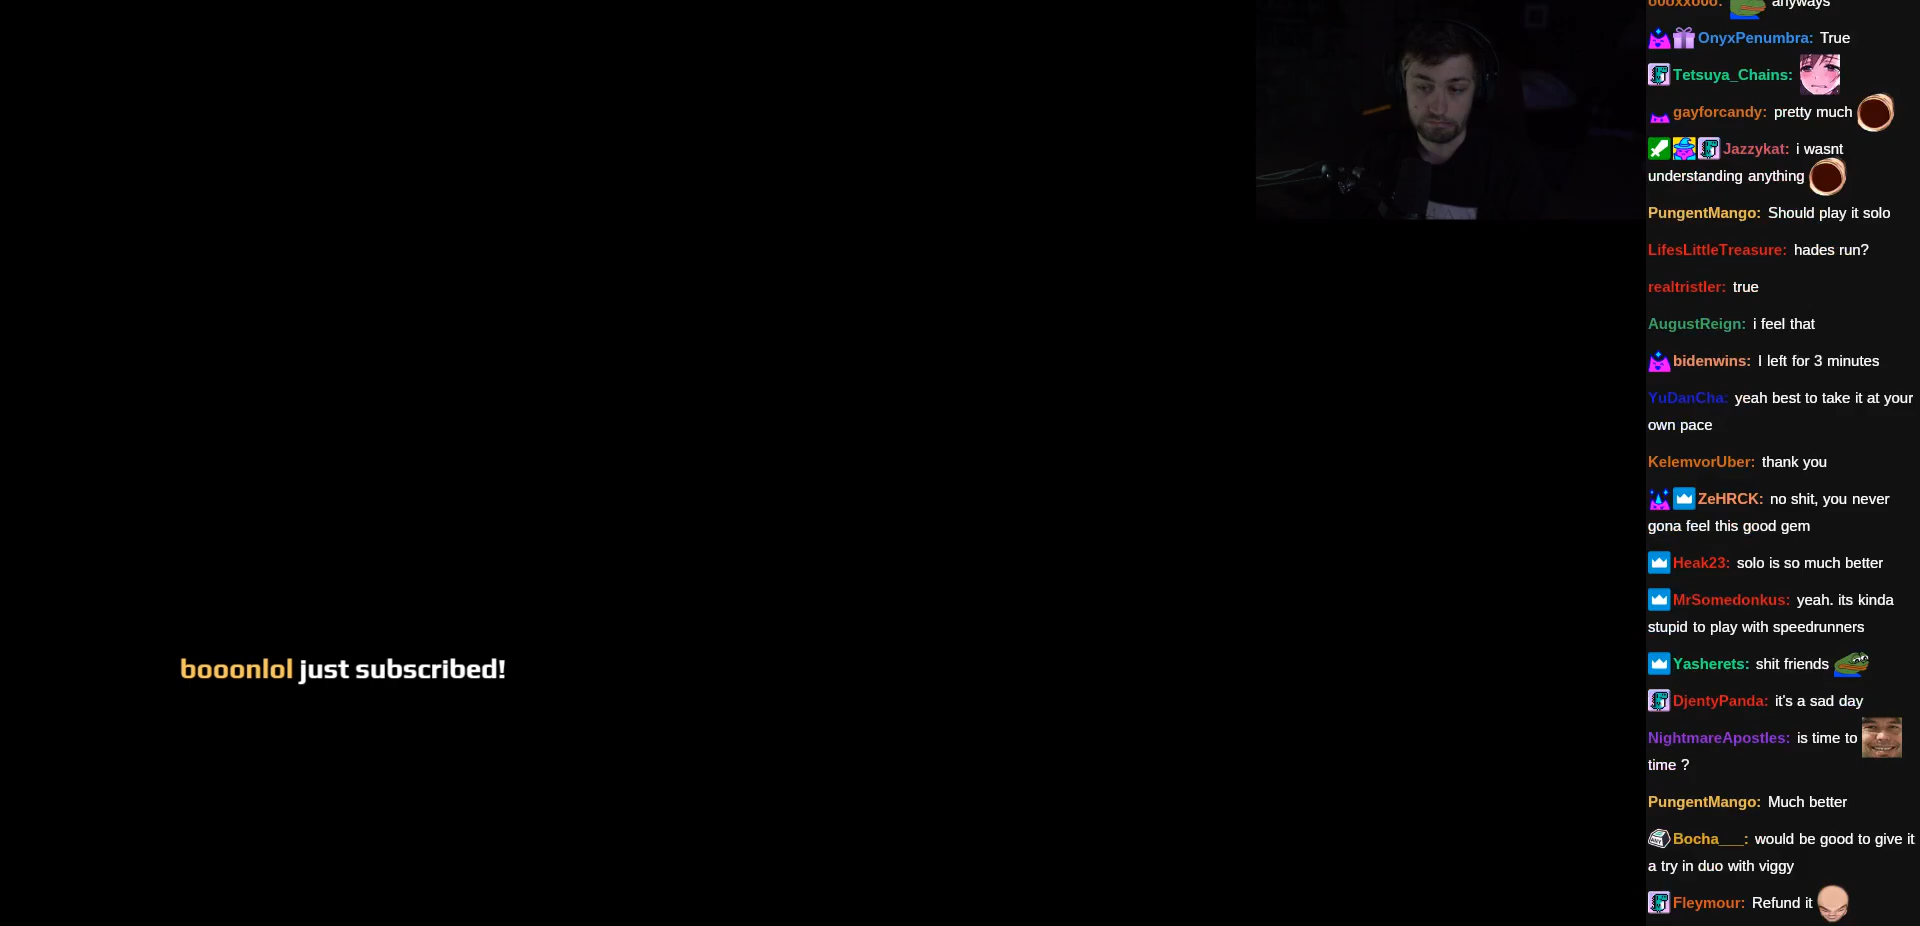 booonlol just subscribed!
o0oxxo0o: anyways
OnyxPenumbra: True
Tetsuya_Chains:
gayforcandy: pretty much
Jazzykat: i wasnt
understanding anything
PungentMango: Should play it solo
LifesLittleTreasure: hades run?
realtristler: true
AugustReign: i feel that
bidenwins: I left for 3 minutes
YuDanCha: yeah best to take it at your
own pace
KelemvorUber: thank you
ZeHRCK: no shit, you never
gona feel this good gem
Heak23: solo is so much better
MrSomedonkus: yeah. its kinda
stupid to play with speedrunners
Yasherets: shit friends
DjentyPanda: it's a sad day
NightmareApostles: is time to
time ?
PungentMango: Much better
Bocha___: would be good to give it
a try in duo with viggy
Fleymour: Refund it